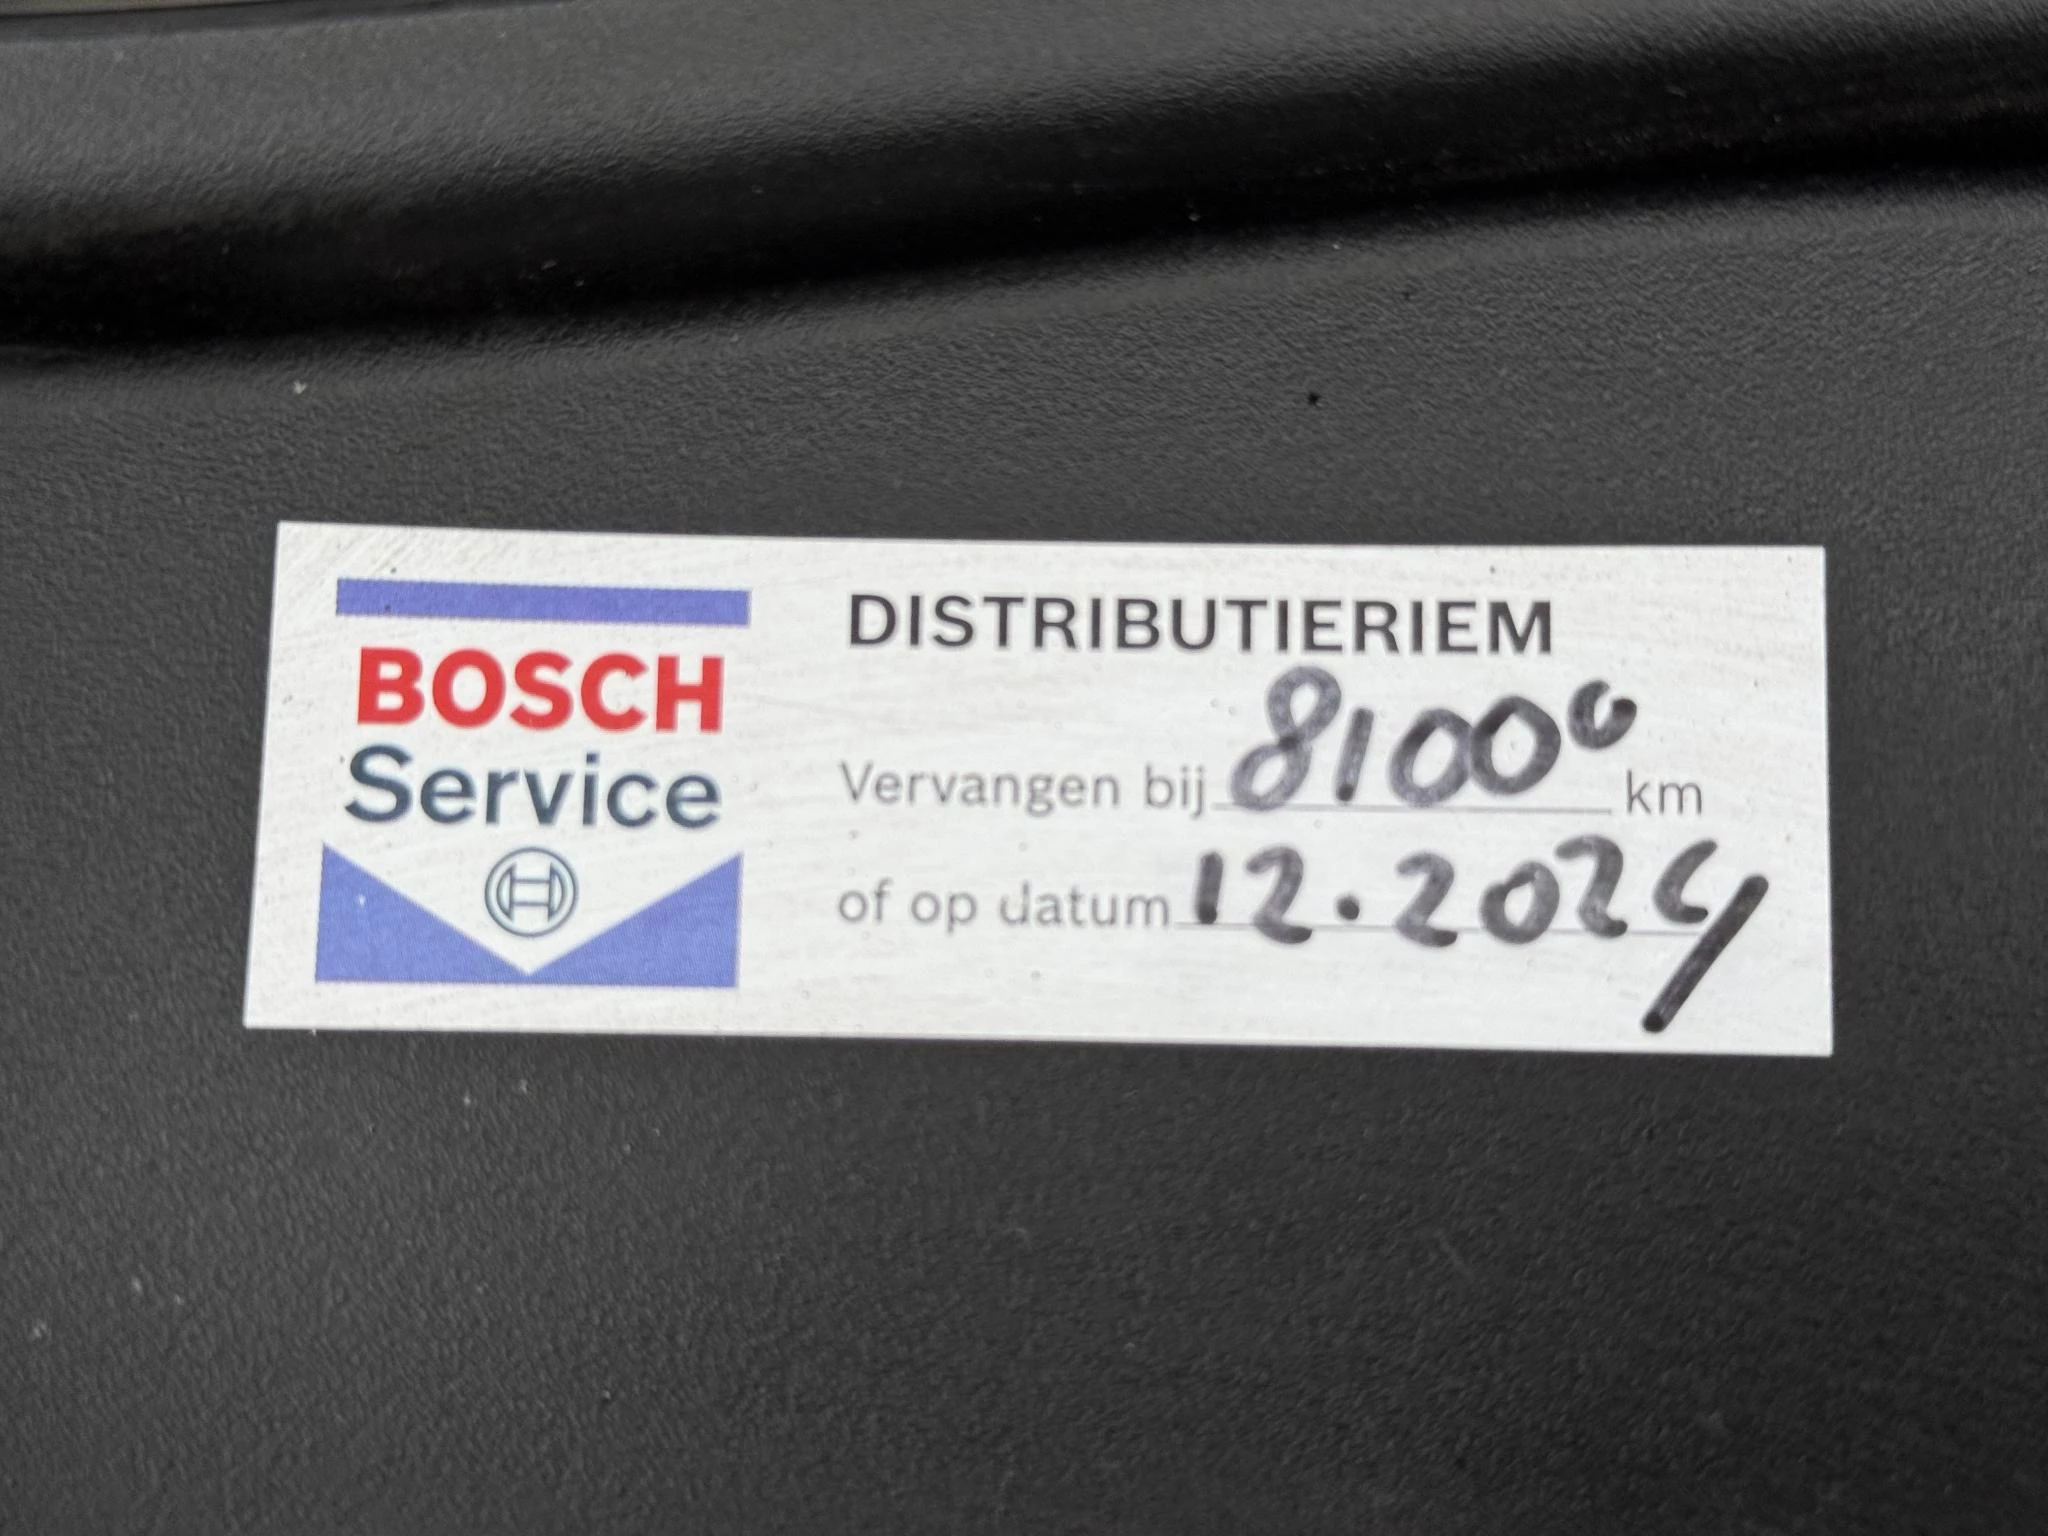 BOSCH
Service
DISTRIBUTIERIEM
Vervangen bij 81000 km
of op datum 12.2024